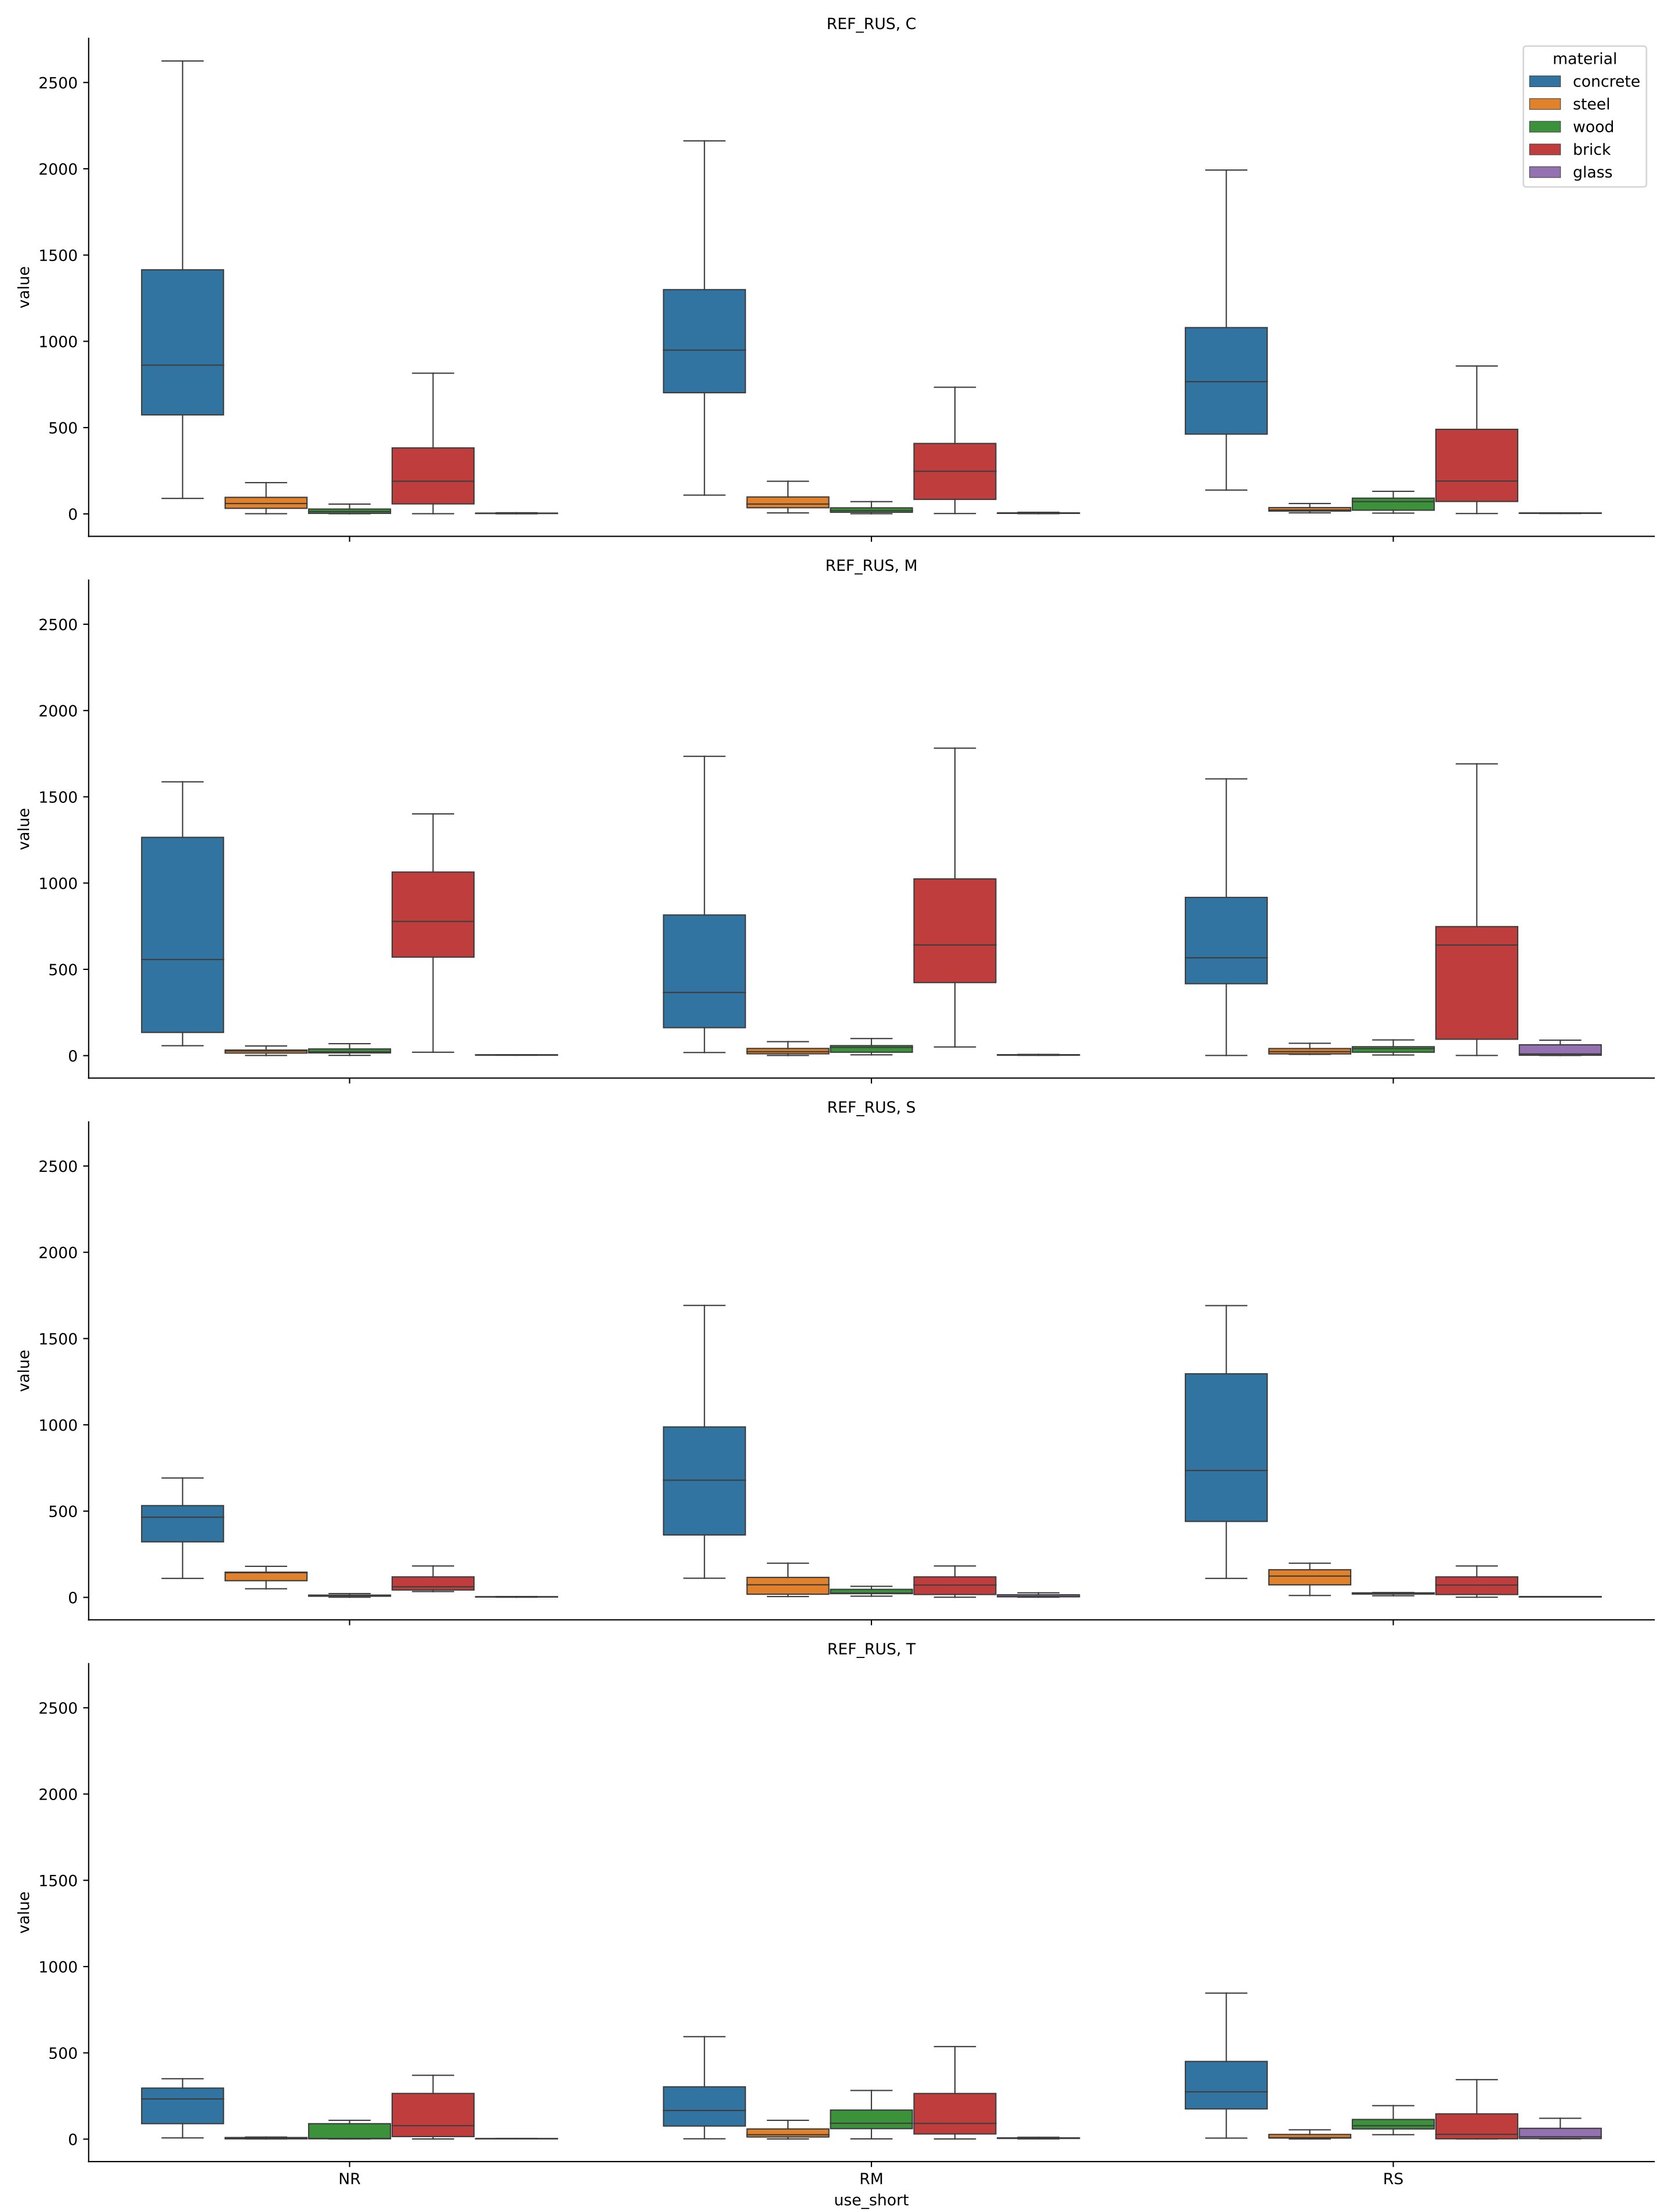 REF_RUS, C
value
2500
2000
1500
1000
500
0
material
concrete
steel
wood
brick
glass
REF_RUS, M
value
2500
2000
1500
1000
500
0
REF_RUS, S
value
2500
2000
1500
1000
500
0
REF_RUS, T
value
2500
2000
1500
1000
500
0
NR RM RS
use_short